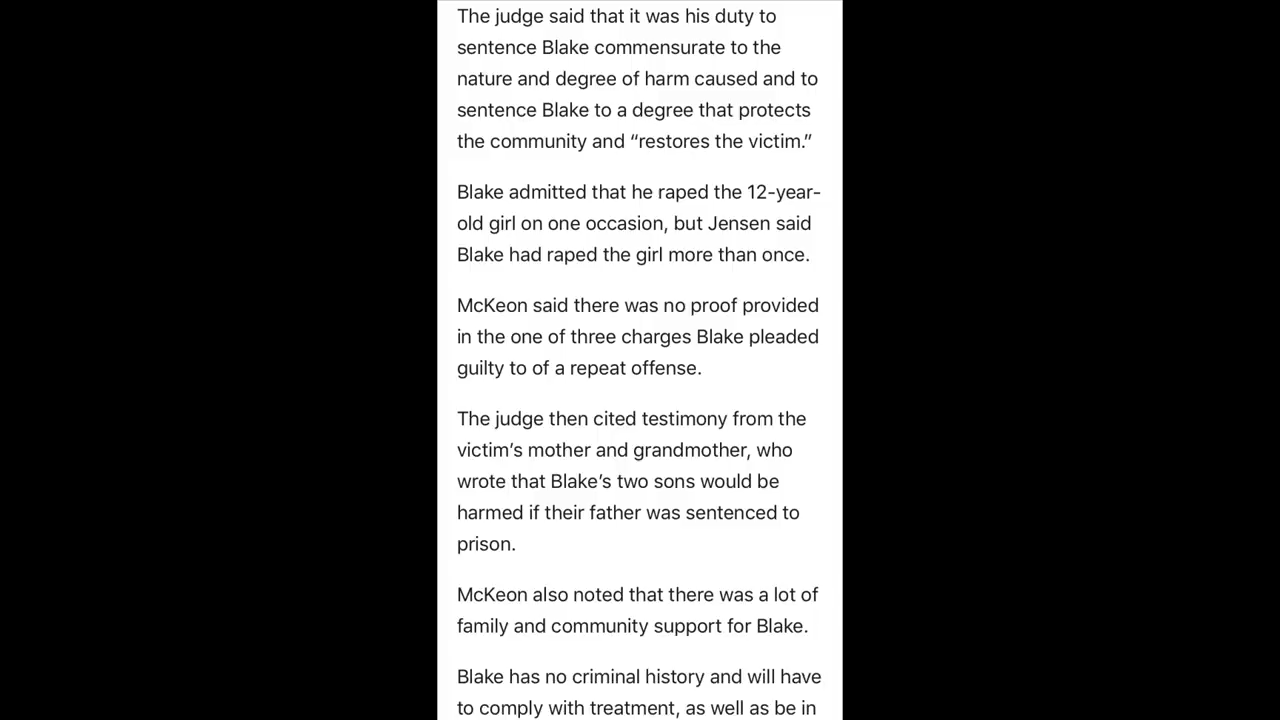 The judge said that it was his duty to
sentence Blake commensurate to the
nature and degree of harm caused and to
sentence Blake to a degree that protects
the community and “restores the victim.”
Blake admitted that he raped the 12-year-
old girl on one occasion, but Jensen said
Blake had raped the girl more than once.
McKeon said there was no proof provided
in the one of three charges Blake pleaded
guilty to of a repeat offense.
The judge then cited testimony from the
victim’s mother and grandmother, who
wrote that Blake’s two sons would be
harmed if their father was sentenced to
prison.
McKeon also noted that there was a lot of
family and community support for Blake.
Blake has no criminal history and will have
to comply with treatment, as well as be in